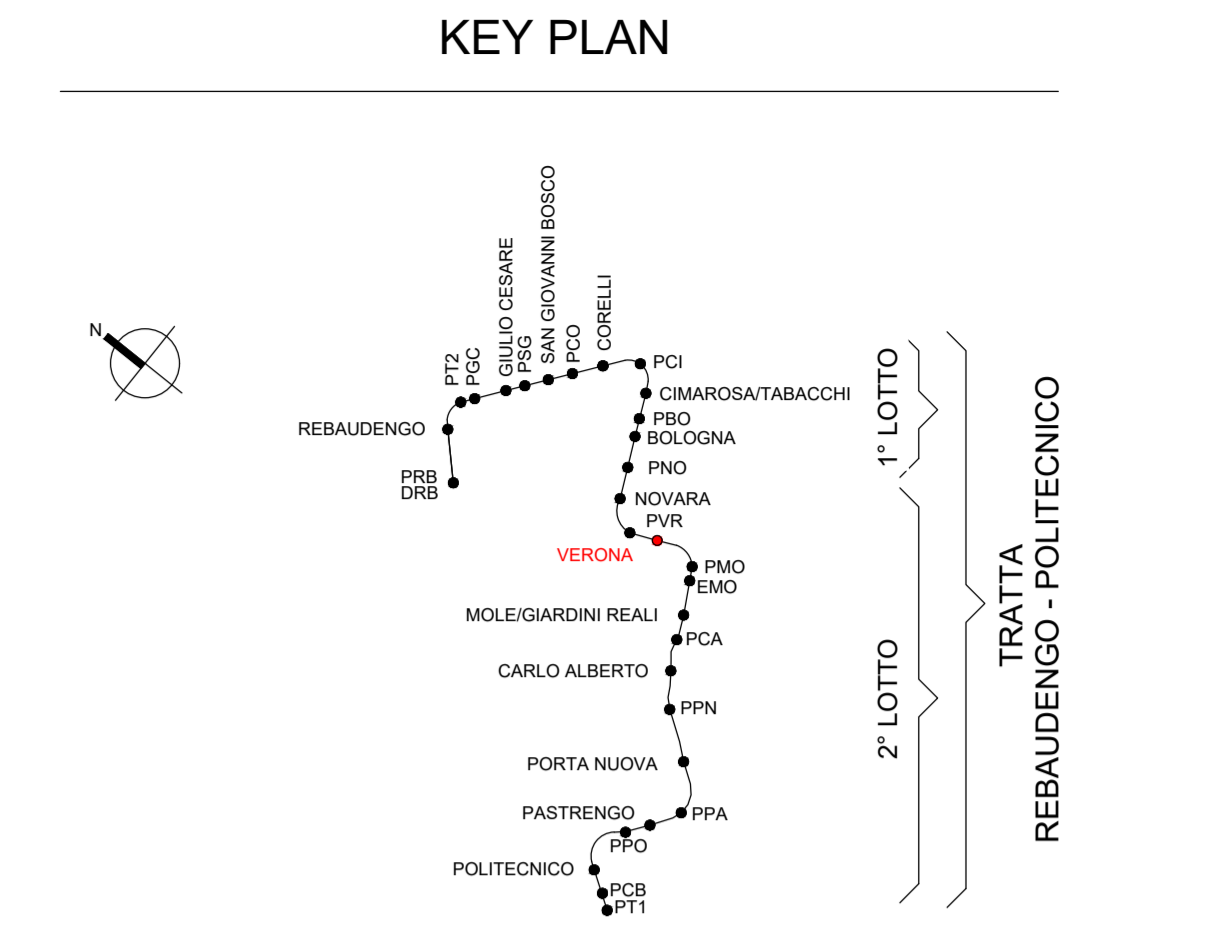 KEY PLAN
N
PT2
PGC
GIULIO CESARE
PSG
SAN GIOVANNI BOSCO
PCO
CORELLI
PCI
CIMAROSA/TABACCHI
REBAUDENGO
PBO
BOLOGNA
PNO
PRB
DRB
NOVARA
PVR
VERONA
PMO
EMO
MOLE/GIARDINI REALI
PCA
CARLO ALBERTO
PPN
PORTA NUOVA
PASTRENGO
PPA
PPO
POLITECNICO
PCB
PT1
1° LOTTO
2° LOTTO
TRATTA
REBAUDENGO - POLITECNICO